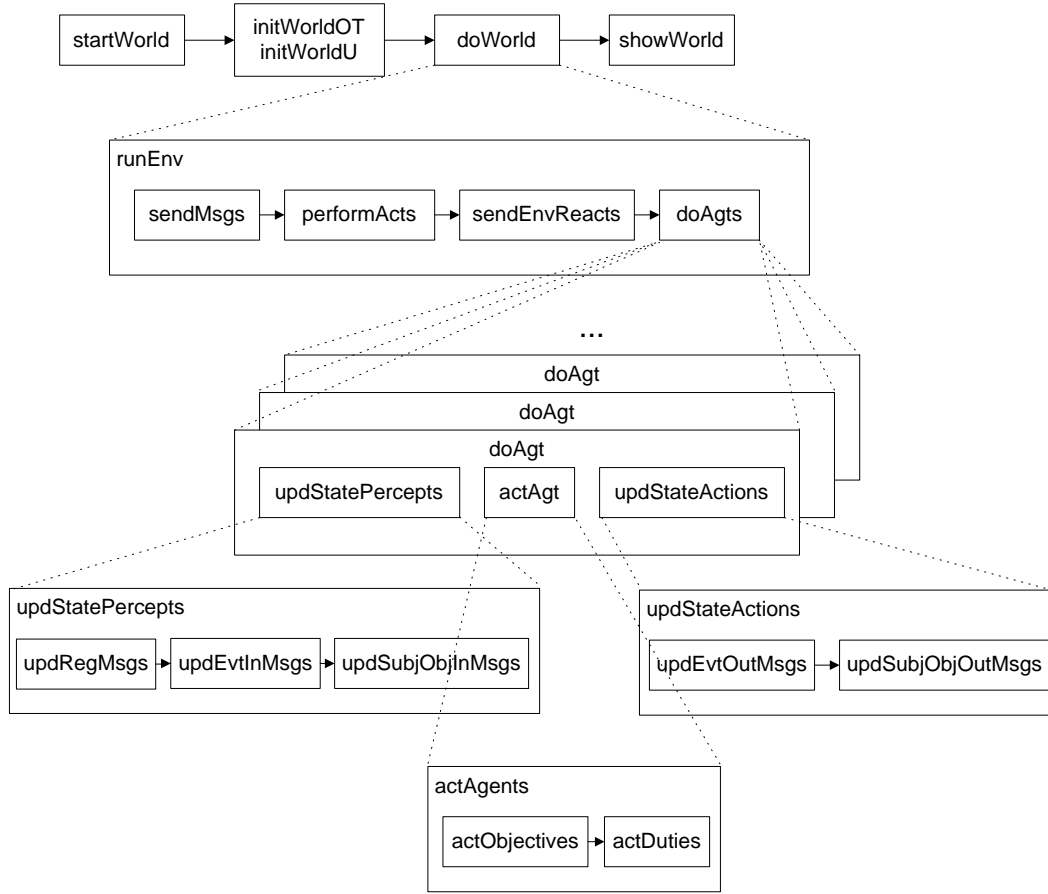 startWorld
initWorldOT
initWorldU
doWorld
showWorld
runEnv
sendMsgs
performActs
sendEnvReacts
doAgts
...
doAgt
doAgt
doAgt
updStatePercepts
actAgt
updStateActions
updStatePercepts
updRegMsgs
updEvtInMsgs
updSubjObjInMsgs
updStateActions
updEvtOutMsgs
updSubjObjOutMsgs
actAgents
actObjectives
actDuties